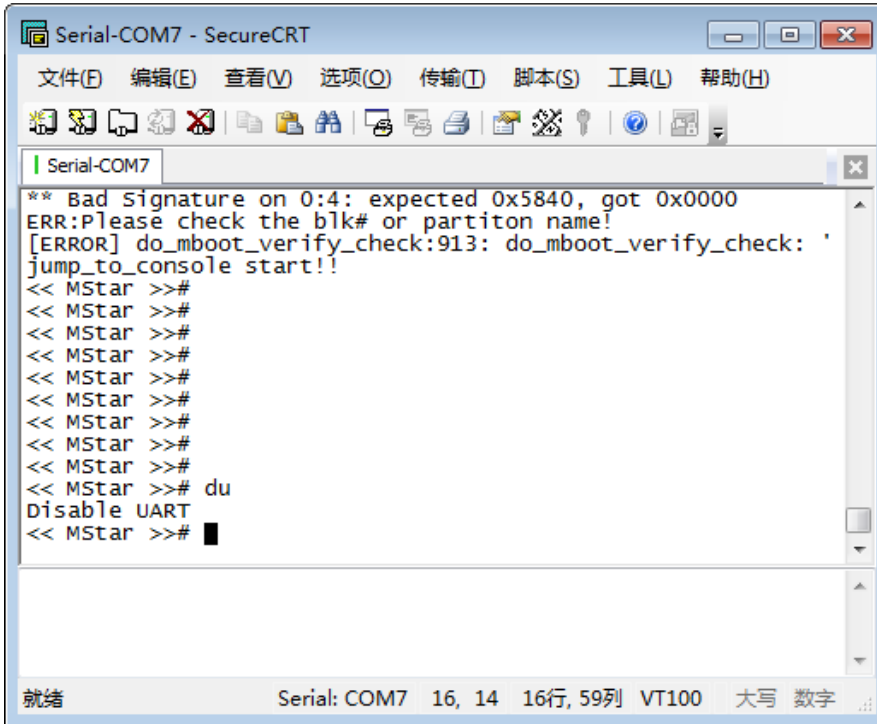 Serial-COM7 - SecureCRT
文件(F) 编辑(E) 查看(V) 选项(O) 传输(T) 脚本(S) 工具(L) 帮助(H)
Serial-COM7
** Bad Signature on 0:4: expected 0x5840, got 0x0000
ERR:Please check the blk# or partiton name!
[ERROR] do_mboot_verify_check:913: do_mboot_verify_check: '
jump_to_console start!!
<< MStar >>#
<< MStar >>#
<< MStar >>#
<< MStar >>#
<< MStar >>#
<< MStar >>#
<< MStar >>#
<< MStar >>#
<< MStar >>#
<< MStar >># du
Disable UART
<< MStar >>#
就绪 Serial: COM7 16, 14 16行, 59列 VT100 大写 数字